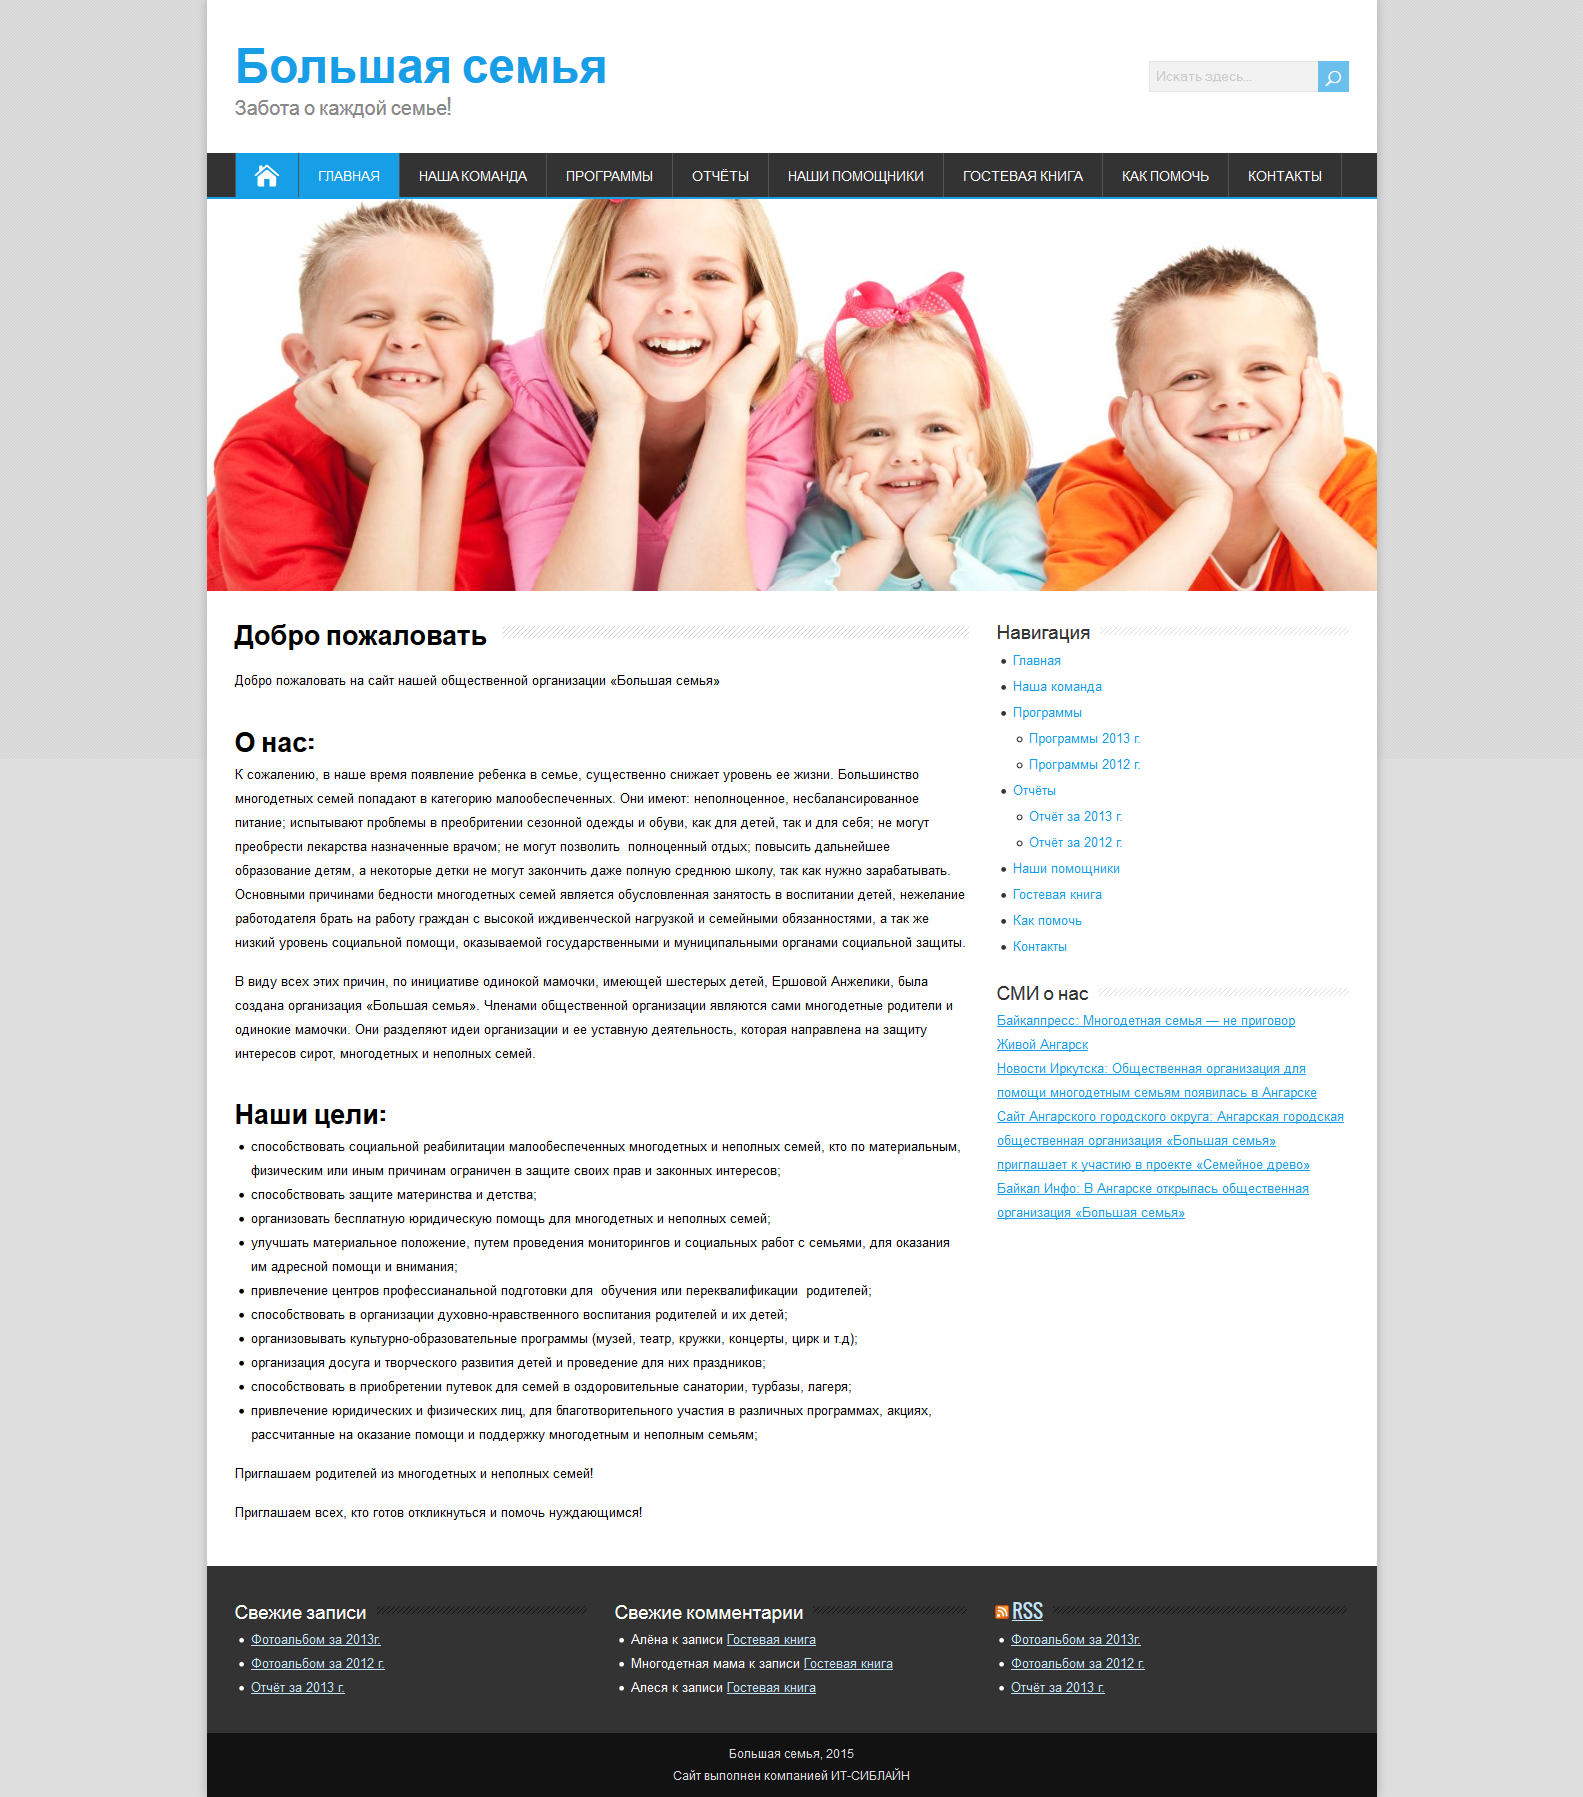 Большая семья
Забота о каждой семье!
Искать здесь...
ГЛАВНАЯ
НАША КОМАНДА
ПРОГРАММЫ
ОТЧЁТЫ
НАШИ ПОМОЩНИКИ
ГОСТЕВАЯ КНИГА
КАК ПОМОЧЬ
КОНТАКТЫ
Добро пожаловать
Добро пожаловать на сайт нашей общественной организации «Большая семья»
О нас:
К сожалению, в наше время появление ребенка в семье, существенно снижает уровень ее жизни. Большинство
многодетных семей попадают в категорию малообеспеченных. Они имеют: неполноценное, несбалансированное
питание; испытывают проблемы в преобритении сезонной одежды и обуви, как для детей, так и для себя; не могут
преобрести лекарства назначенные врачом; не могут позволить  полноценный отдых; повысить дальнейшее
образование детям, а некоторые детки не могут закончить даже полную среднюю школу, так как нужно зарабатывать.
Основными причинами бедности многодетных семей является обусловленная занятость в воспитании детей, нежелание
работодателя брать на работу граждан с высокой иждивенческой нагрузкой и семейными обязанностями, а так же
низкий уровень социальной помощи, оказываемой государственными и муниципальными органами социальной защиты.
В виду всех этих причин, по инициативе одинокой мамочки, имеющей шестерых детей, Ершовой Анжелики, была
создана организация «Большая семья». Членами общественной организации являются сами многодетные родители и
одинокие мамочки. Они разделяют идеи организации и ее уставную деятельность, которая направлена на защиту
интересов сирот, многодетных и неполных семей.
Наши цели:
способствовать социальной реабилитации малообеспеченных многодетных и неполных семей, кто по материальным,
физическим или иным причинам ограничен в защите своих прав и законных интересов;
способствовать защите материнства и детства;
организовать бесплатную юридическую помощь для многодетных и неполных семей;
улучшать материальное положение, путем проведения мониторингов и социальных работ с семьями, для оказания
им адресной помощи и внимания;
привлечение центров профессианальной подготовки для  обучения или переквалификации  родителей;
способствовать в организации духовно-нравственного воспитания родителей и их детей;
организовывать культурно-образовательные программы (музей, театр, кружки, концерты, цирк и т.д);
организация досуга и творческого развития детей и проведение для них праздников;
способствовать в приобретении путевок для семей в оздоровительные санатории, турбазы, лагеря;
привлечение юридических и физических лиц, для благотворительного участия в различных программах, акциях,
рассчитанные на оказание помощи и поддержку многодетным и неполным семьям;
Приглашаем родителей из многодетных и неполных семей!
Приглашаем всех, кто готов откликнуться и помочь нуждающимся!
Навигация
Главная
Наша команда
Программы
Программы 2013 г.
Программы 2012 г.
Отчёты
Отчёт за 2013 г.
Отчёт за 2012 г.
Наши помощники
Гостевая книга
Как помочь
Контакты
СМИ о нас
Байкалпресс: Многодетная семья — не приговор
Живой Ангарск
Новости Иркутска: Общественная организация для
помощи многодетным семьям появилась в Ангарске
Сайт Ангарского городского округа: Ангарская городская
общественная организация «Большая семья»
приглашает к участию в проекте «Семейное древо»
Байкал Инфо: В Ангарске открылась общественная
организация «Большая семья»
Свежие записи
Фотоальбом за 2013г.
Фотоальбом за 2012 г.
Отчёт за 2013 г.
Свежие комментарии
Алёна к записи Гостевая книга
Многодетная мама к записи Гостевая книга
Алеся к записи Гостевая книга
RSS
Фотоальбом за 2013г.
Фотоальбом за 2012 г.
Отчёт за 2013 г.
Большая семья, 2015
Сайт выполнен компанией ИТ-СИБЛАЙН